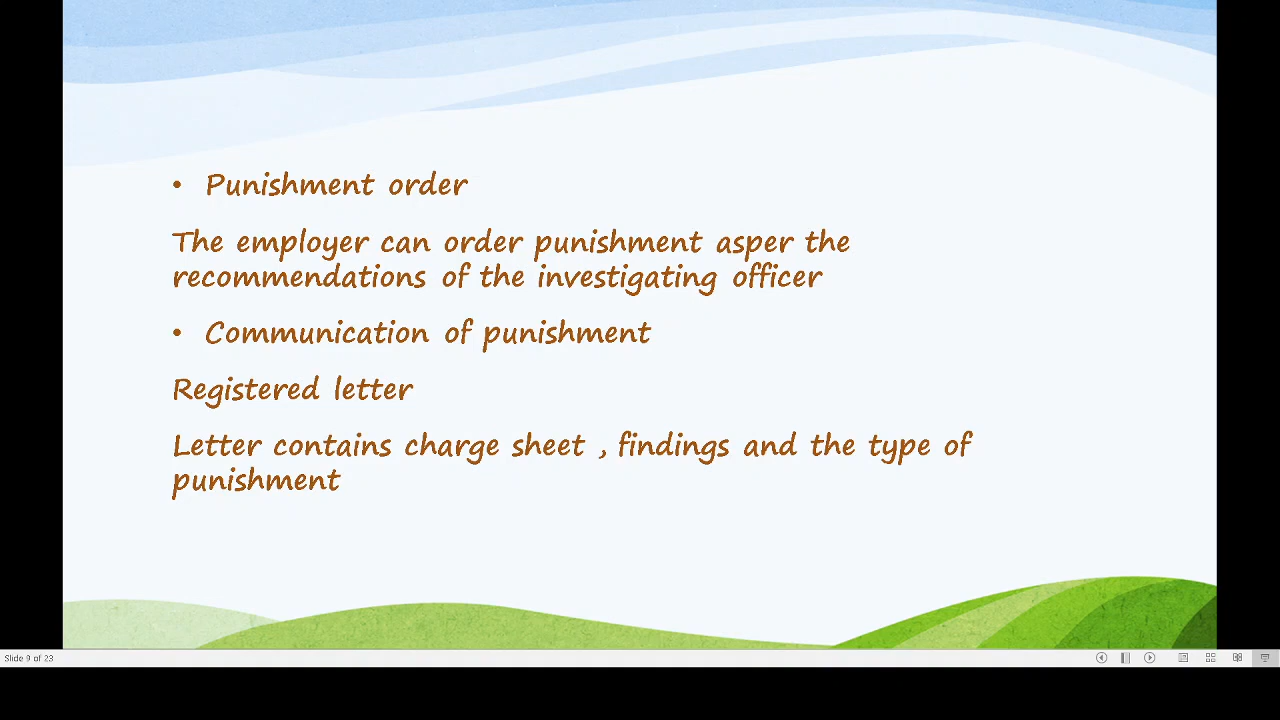 • Punishment order
The employer can order punishment asper the
recommendations of the investigating officer
• Communication of punishment
Registered letter
Letter contains charge sheet , findings and the type of
punishment
Slide 9 of 23